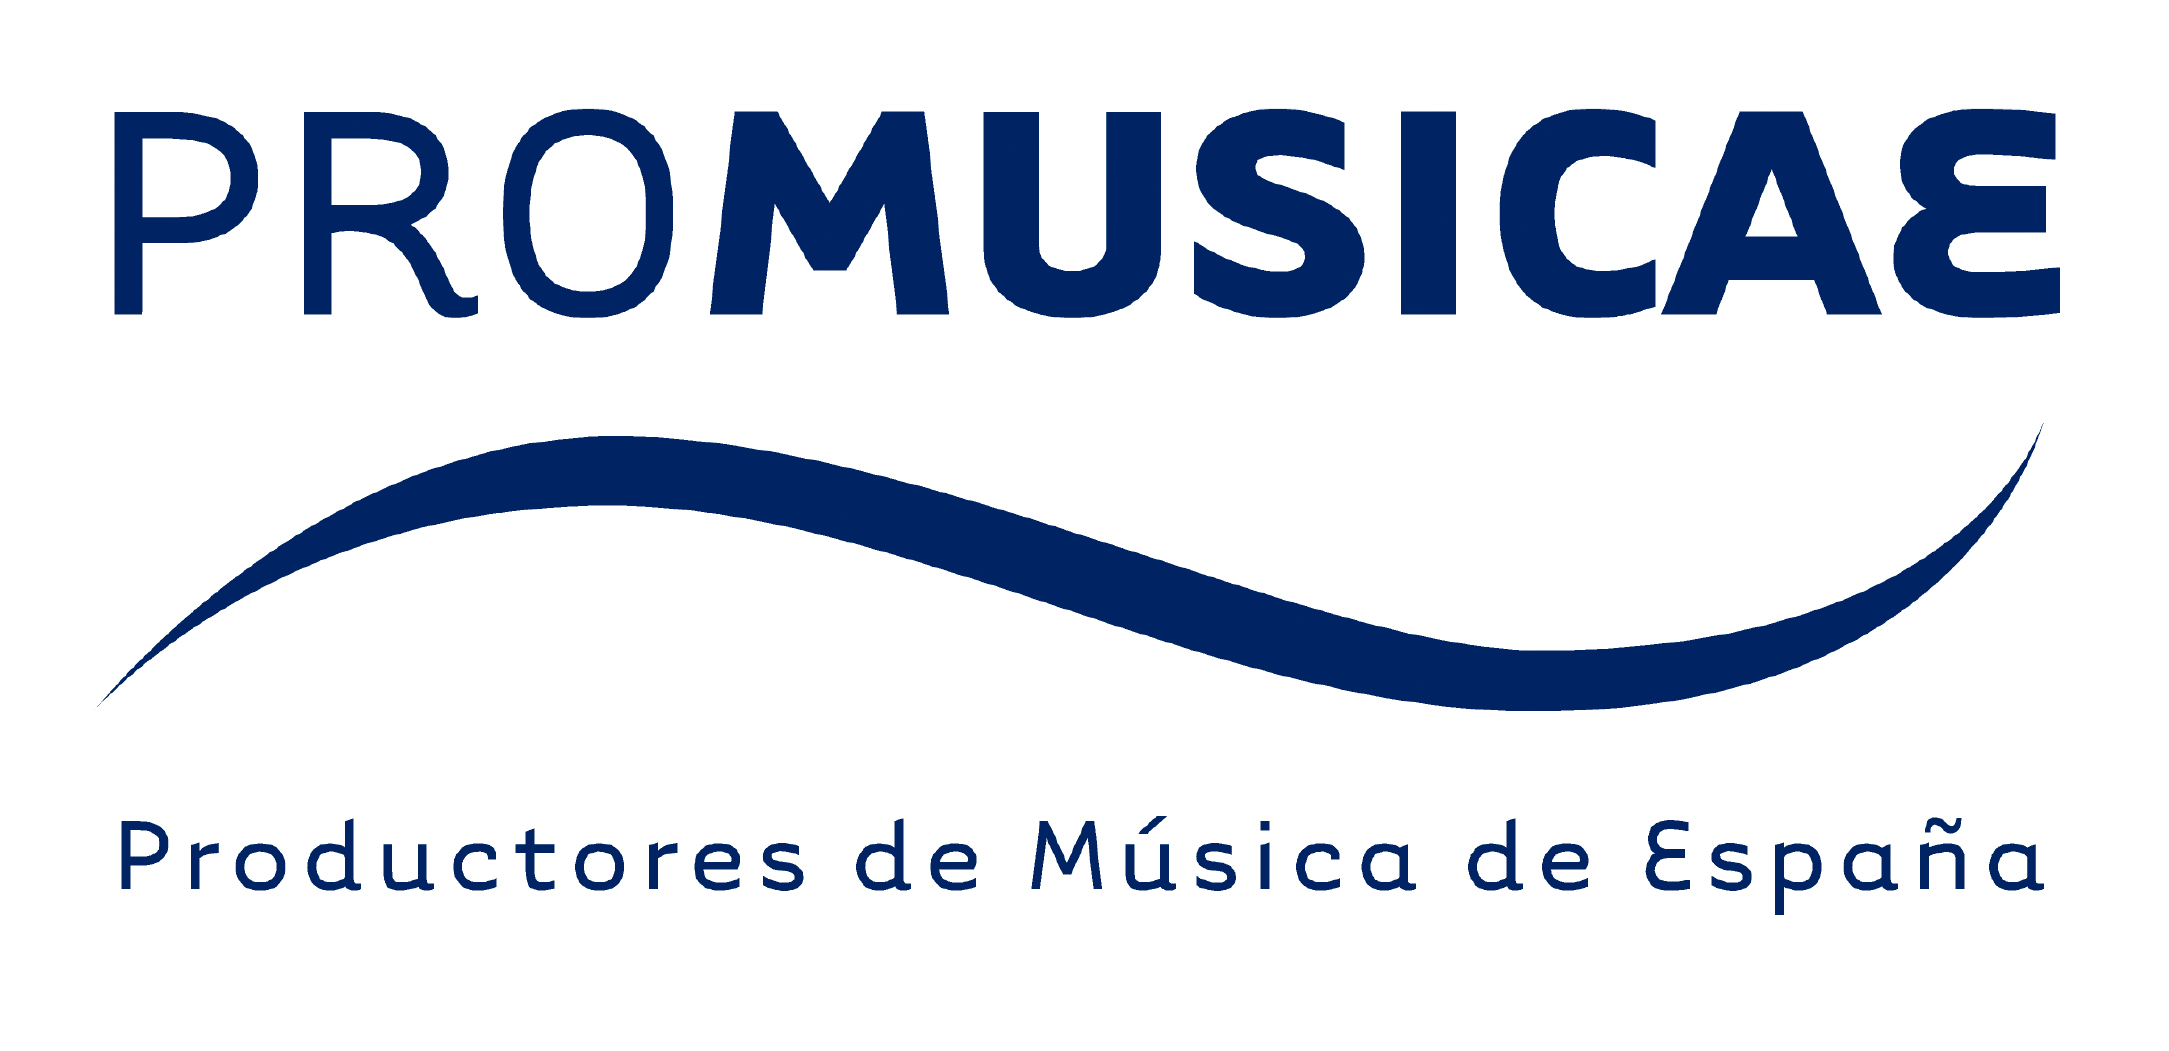 PROMUSICAE
Productores de Música de España